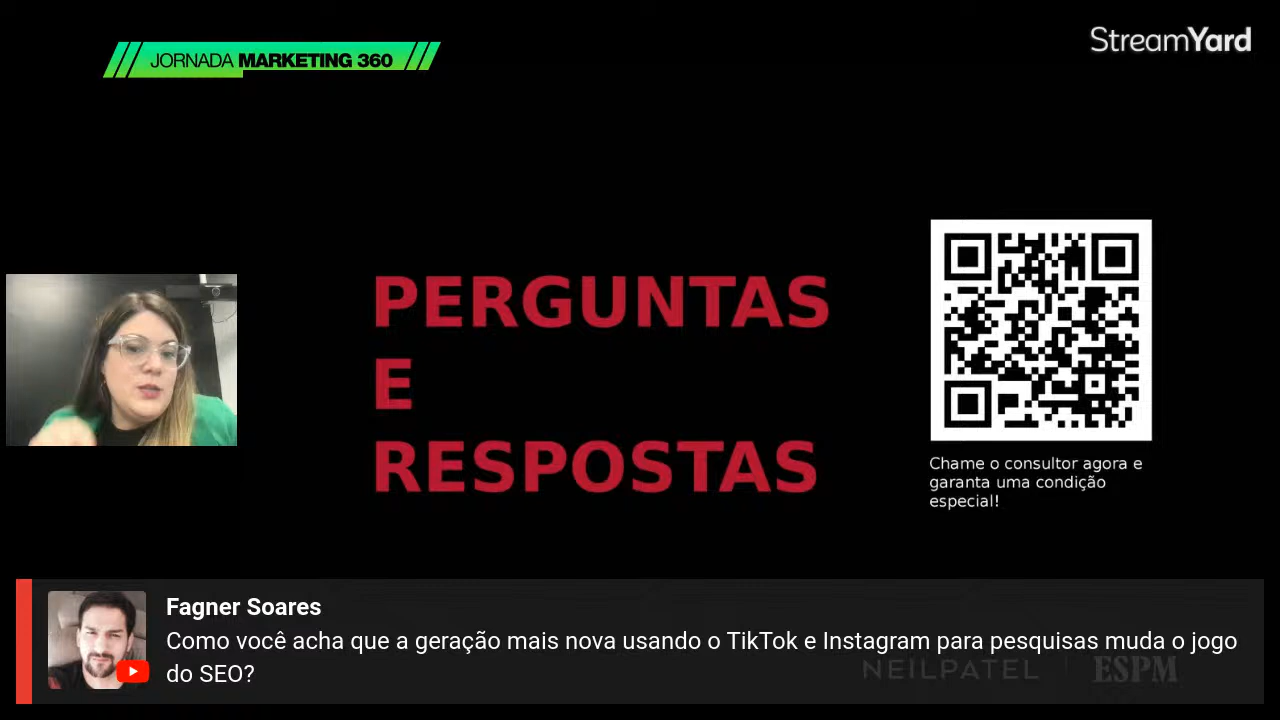 JORNADA MARKETING 360
StreamYard
PERGUNTAS
E
RESPOSTAS
Chame o consultor agora e
garanta uma condição
especial!
Fagner Soares
Como você acha que a geração mais nova usando o TikTok e Instagram para pesquisas muda o jogo
do SEO?
NEILPATEL | ESPM